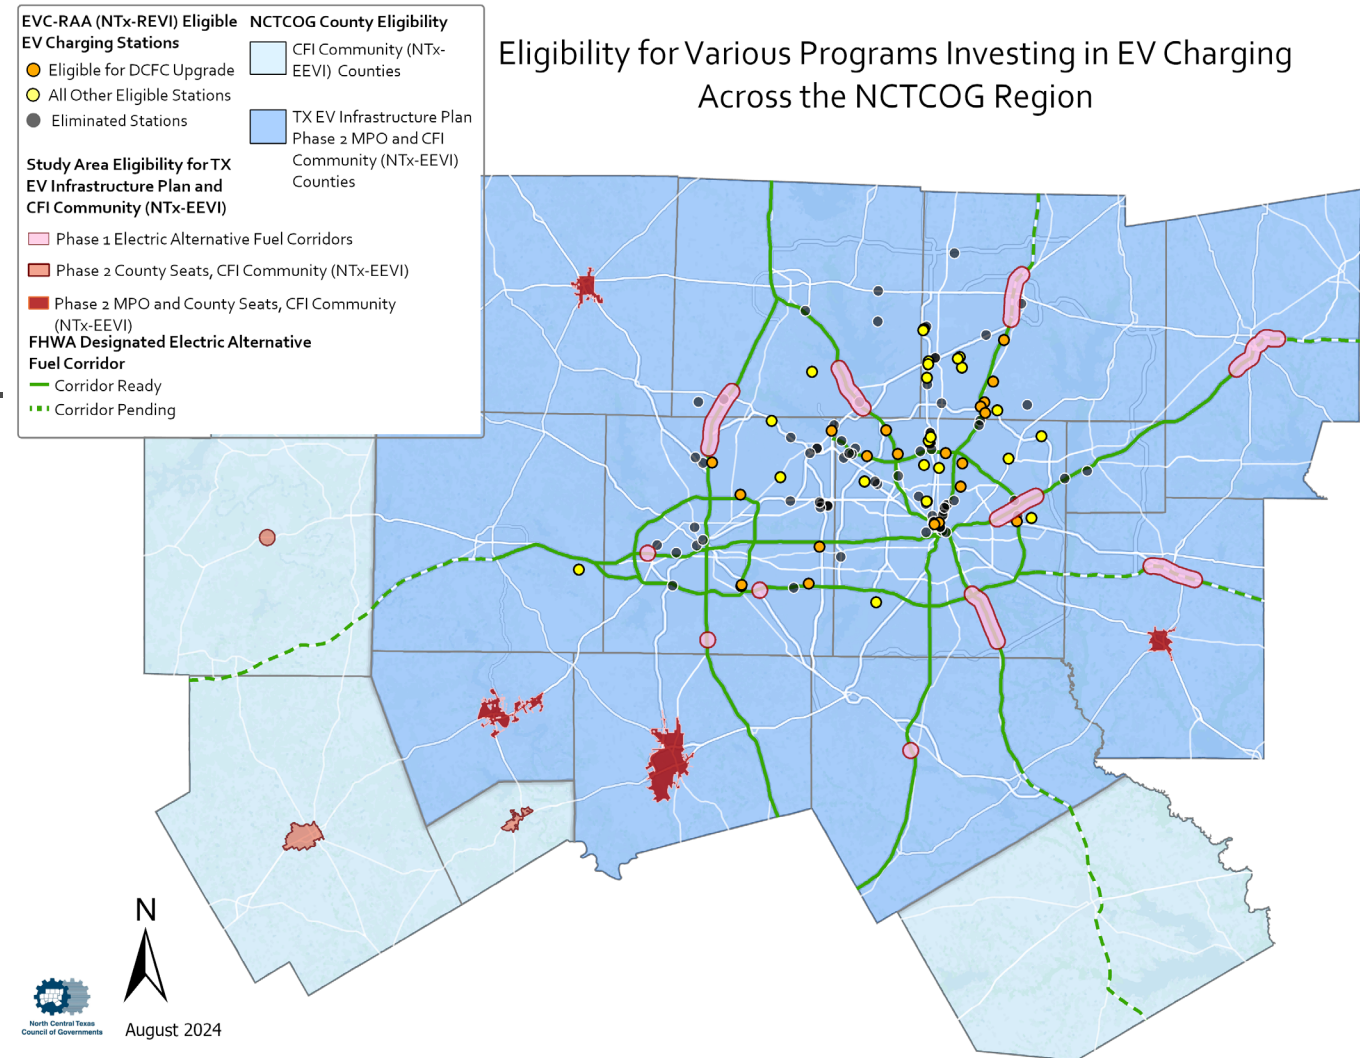 Eligibility for Various Programs Investing in EV Charging
Across the NCTCOG Region
EVC-RAA (NTx-REVI) Eligible
EV Charging Stations
Eligible for DCFC Upgrade
All Other Eligible Stations
Eliminated Stations
Study Area Eligibility for TX
EV Infrastructure Plan and
CFI Community (NTx-EEVI)
Phase 1 Electric Alternative Fuel Corridors
Phase 2 County Seats, CFI Community (NTx-EEVI)
Phase 2 MPO and County Seats, CFI Community
(NTx-EEVI)
FHWA Designated Electric Alternative
Fuel Corridor
Corridor Ready
Corridor Pending
NCTCOG County Eligibility
CFI Community (NTx-
EEVI) Counties
TX EV Infrastructure Plan
Phase 2 MPO and CFI
Community (NTx-EEVI)
Counties
N
North Central Texas
Council of Governments
August 2024